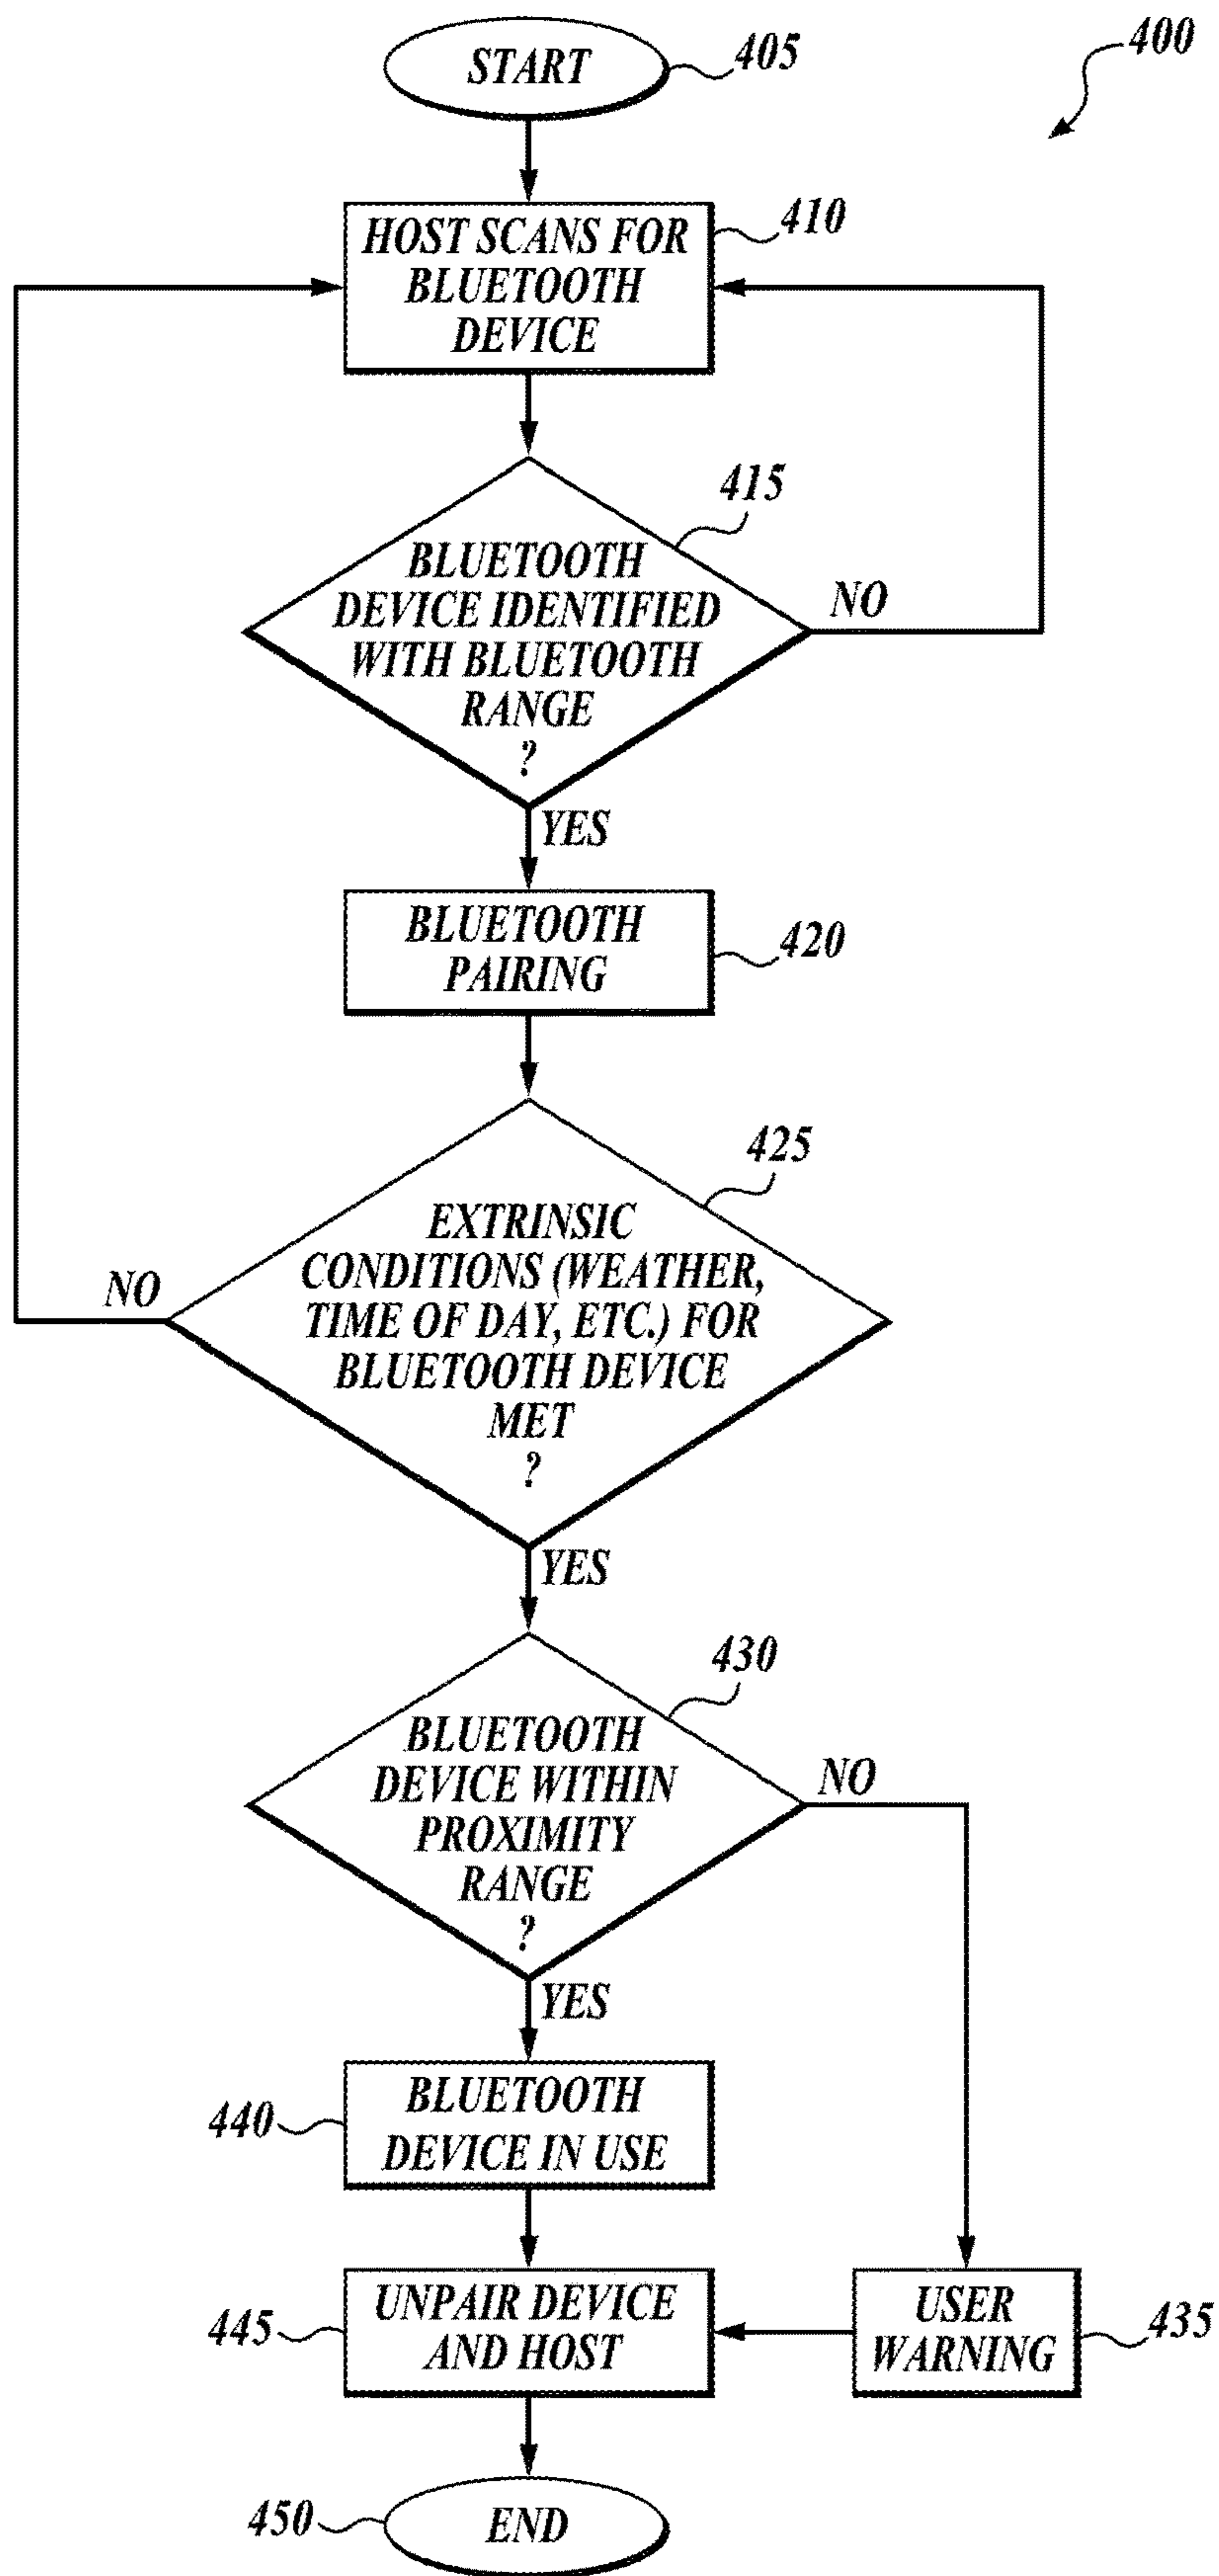 400
START
405
HOST SCANS FOR
BLUETOOTH
DEVICE
410
415
BLUETOOTH
DEVICE IDENTIFIED
WITH BLUETOOTH
RANGE
?
NO
YES
BLUETOOTH
PAIRING
420
425
EXTRINSIC
CONDITIONS (WEATHER,
TIME OF DAY, ETC.) FOR
BLUETOOTH DEVICE
MET
?
NO
YES
430
BLUETOOTH
DEVICE WITHIN
PROXIMITY
RANGE
?
NO
YES
440
BLUETOOTH
DEVICE IN USE
445
UNPAIR DEVICE
AND HOST
USER
WARNING
435
450
END